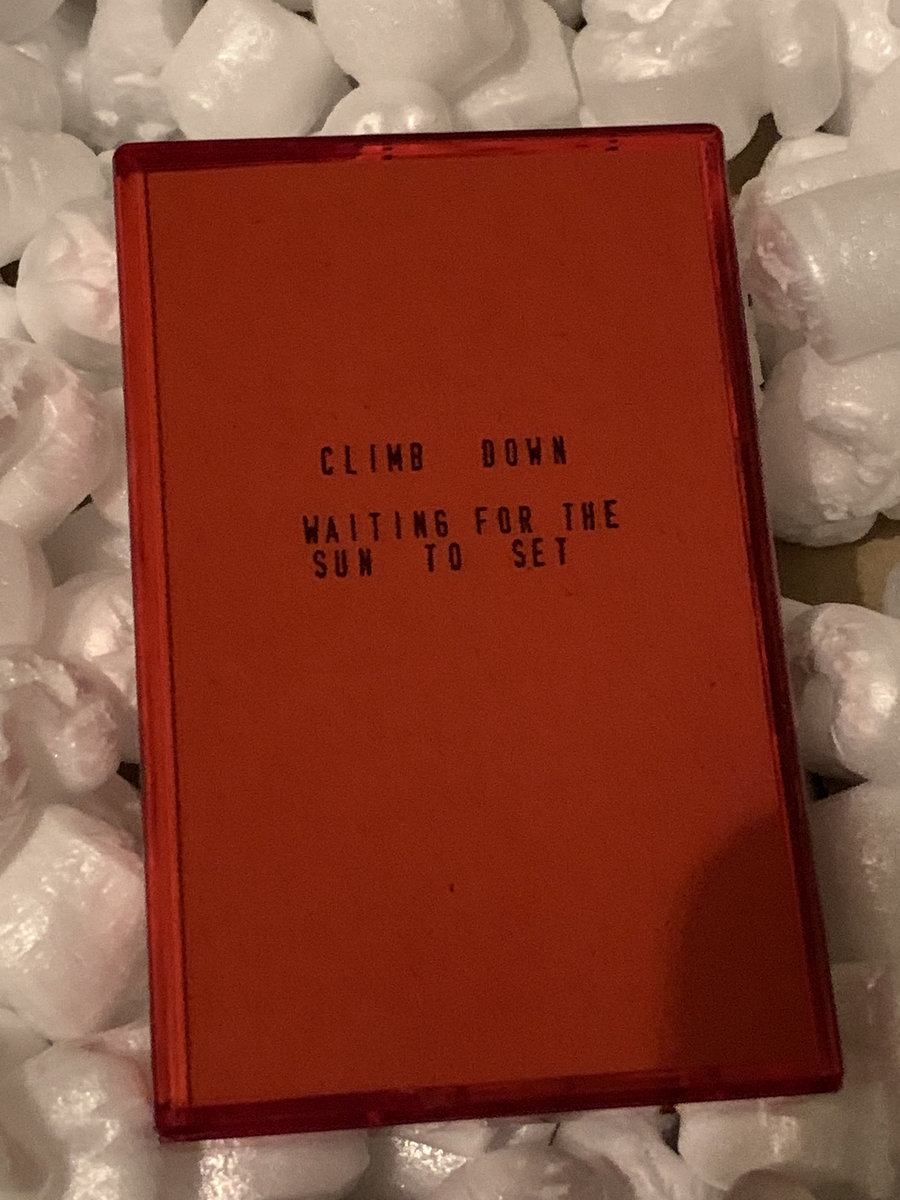 CLIMB DOWN
WAITING FOR THE
SUN TO SET